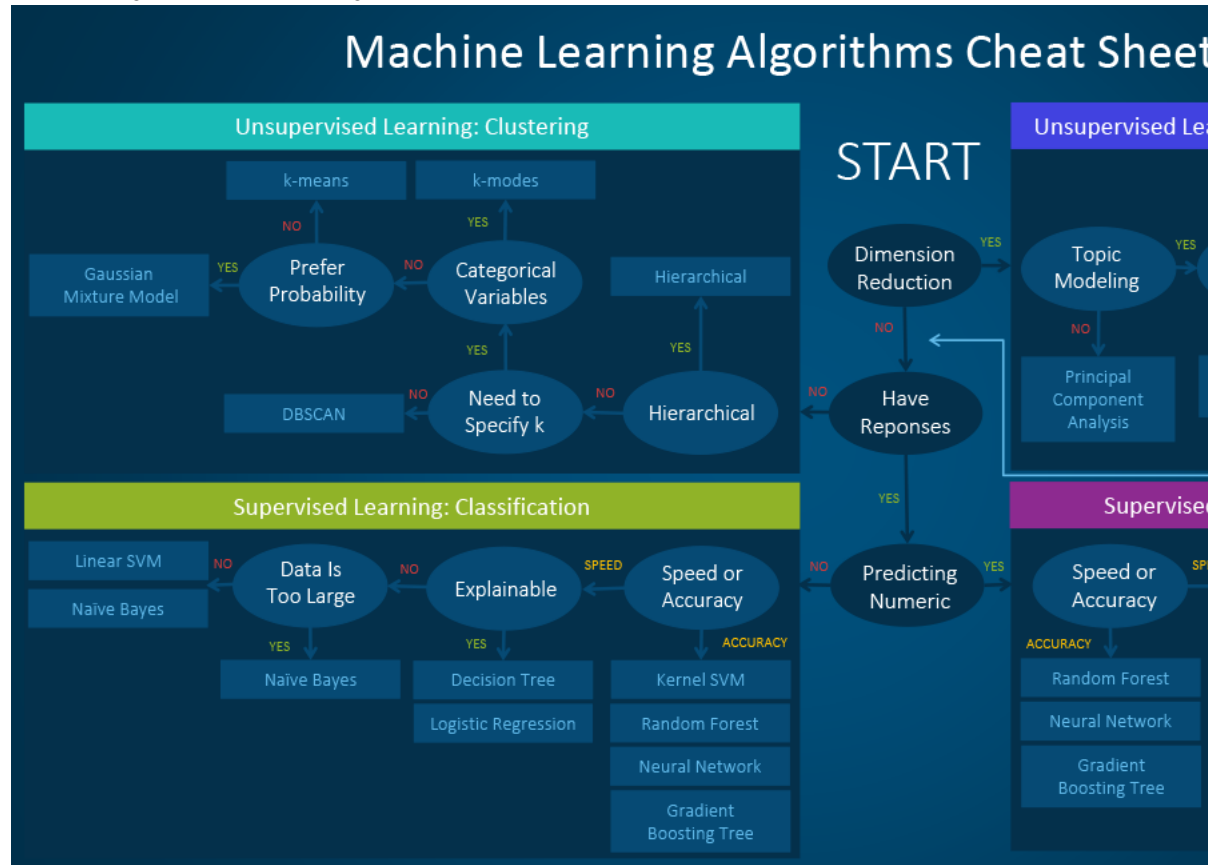 Machine Learning Algorithms Cheat Sheet
Unsupervised Learning: Clustering
k-means
k-modes
NO
YES
Gaussian
Mixture Model
YES
Prefer
Probability
NO
Categorical
Variables
Hierarchical
YES
YES
DBSCAN
NO
Need to
Specify k
NO
Hierarchical
START
Dimension
Reduction
YES
NO
NO
Have
Reponses
YES
NO
Predicting
Numeric
YES
Unsupervised Le
Topic
Modeling
YES
NO
Principal
Component
Analysis
Supervised Learning: Classification
Linear SVM
Naïve Bayes
NO
Data Is
Too Large
NO
Explainable
SPEED
Speed or
Accuracy
YES
YES
ACCURACY
Naïve Bayes
Decision Tree
Logistic Regression
Kernel SVM
Random Forest
Neural Network
Gradient
Boosting Tree
Supervise
Speed or
Accuracy
SP
ACCURACY
Random Forest
Neural Network
Gradient
Boosting Tree